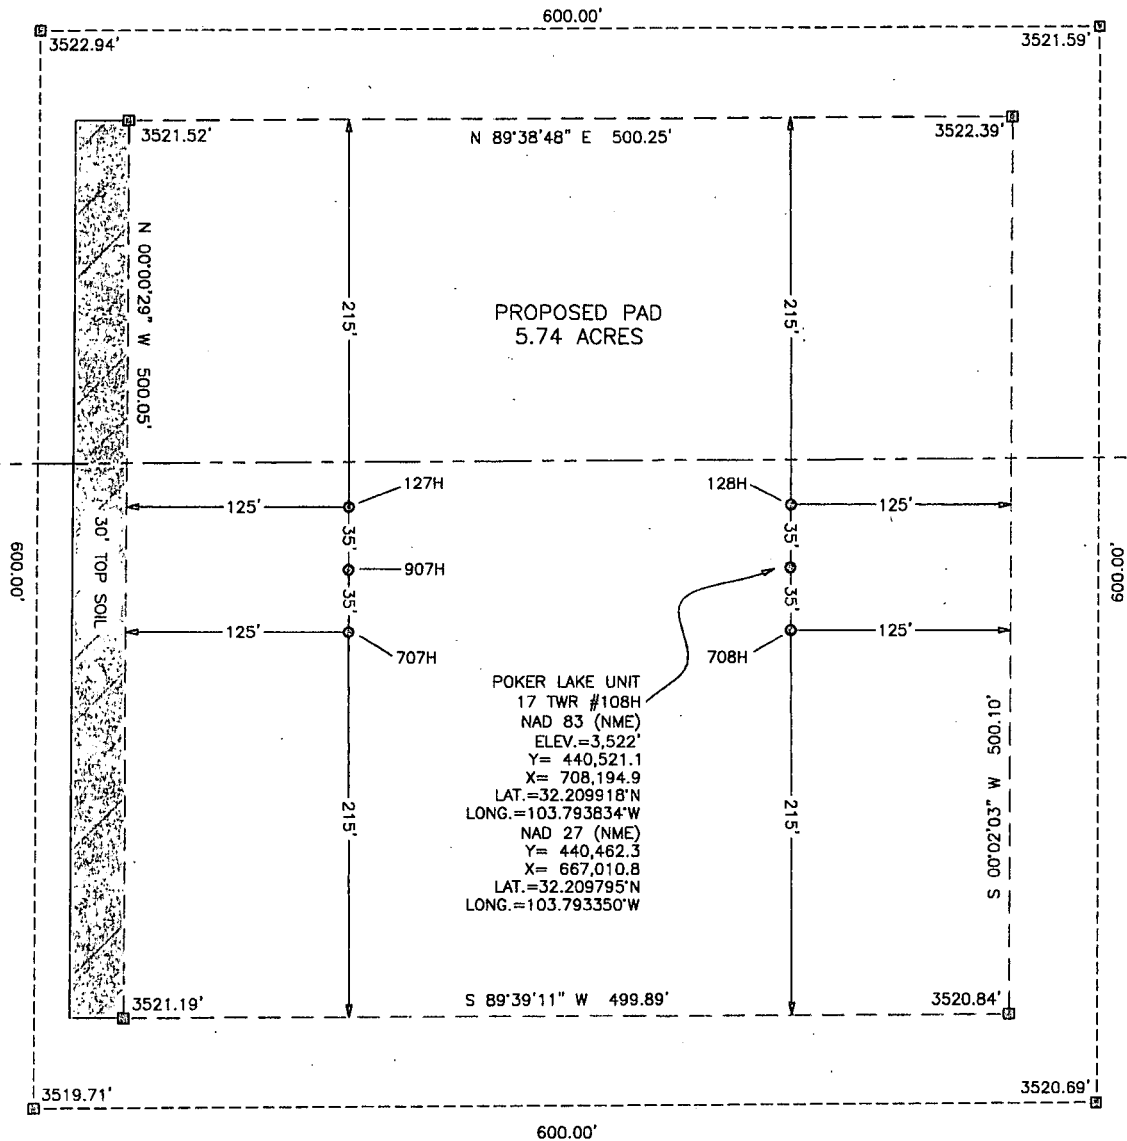 600.00'
3522.94'
3521.59'
3521.52'
N 89°38'48" E 500.25'
3522.39'
N 00°00'29" W 500.05'
215'
215'
PROPOSED PAD
5.74 ACRES
127H
128H
125'
125'
35'
35'
907H
30' TOP SOIL
600.00'
600.00'
35'
35'
125'
125'
707H
708H
POKER LAKE UNIT
17 TWR #108H
NAD 83 (NME)
ELEV.=3,522'
Y= 440,521.1
X= 708,194.9
LAT.=32.209918°N
LONG.=103.793834°W
NAD 27 (NME)
Y= 440,462.3
X= 667,010.8
LAT.=32.209795°N
LONG.=103.793350°W
215'
215'
S 00°02'03" W 500.10'
3521.19'
S 89°39'11" W 499.89'
3520.84'
3519.71'
3520.69'
600.00'